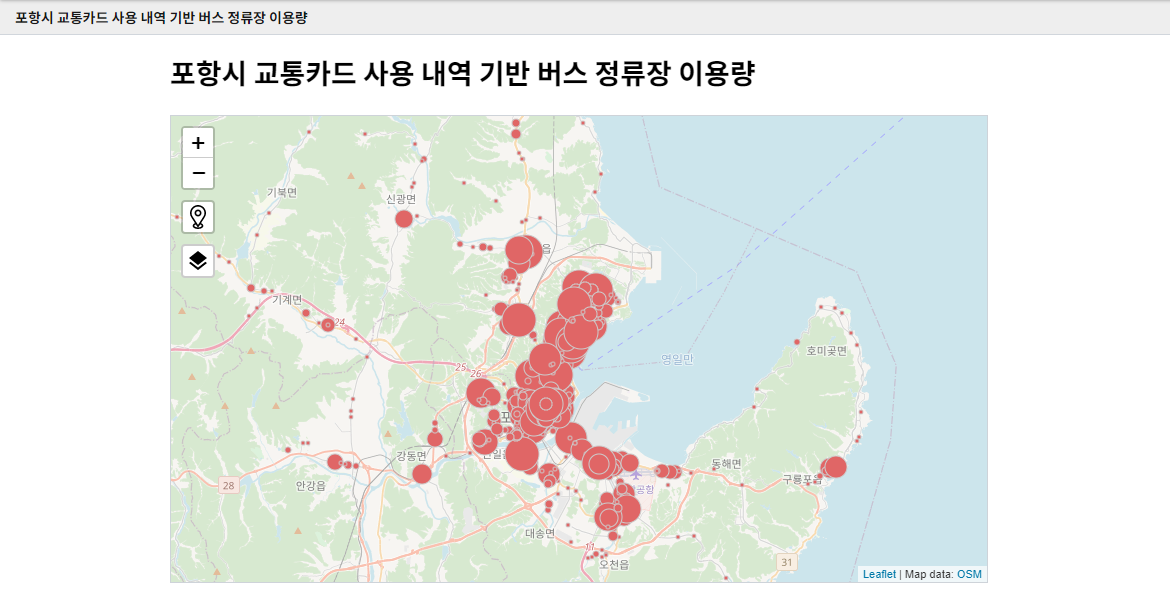 포항시 교통카드 사용 내역 기반 버스 정류장 이용량
포항시 교통카드 사용 내역 기반 버스 정류장 이용량
+
−
기북면
신광면
읍
기계면
24
25
26
영일만
호미곶면
포
강동면
안강읍
28
동해면
구룡포읍
공항
대송면
11
오천읍
31
Leaflet | Map data: OSM